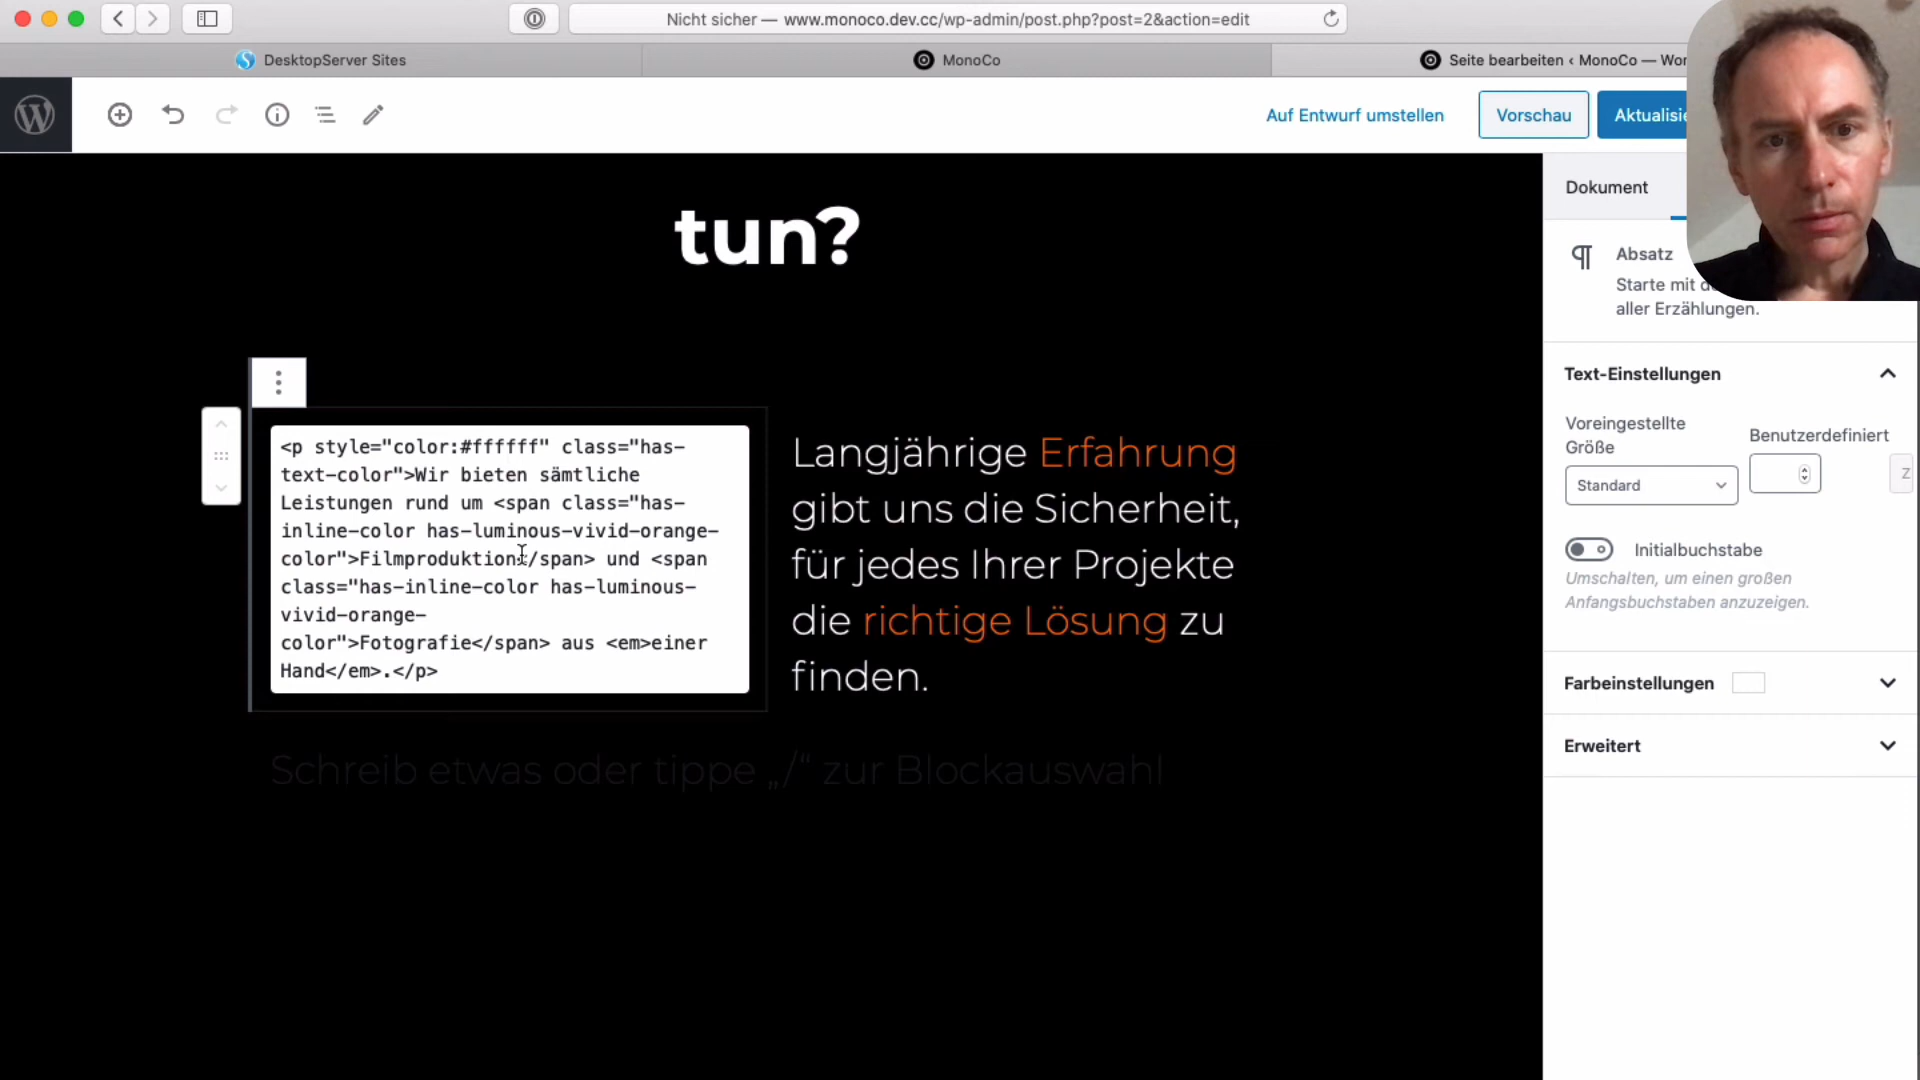 Nicht sicher — www.monoco.dev.cc/wp-admin/post.php?post=2&action=edit
DesktopServer Sites
MonoCo
Seite bearbeiten ‹ MonoCo — Wor
Auf Entwurf umstellen
Vorschau
Aktualisie
tun?
<p style="color:#ffffff" class="has-
text-color">Wir bieten sämtliche
Leistungen rund um <span class="has-
inline-color has-luminous-vivid-orange-
color">Filmproduktion</span> und <span
class="has-inline-color has-luminous-
vivid-orange-
color">Fotografie</span> aus <em>einer
Hand</em>.</p>
Langjährige Erfahrung
gibt uns die Sicherheit,
für jedes Ihrer Projekte
die richtige Lösung zu
finden.
Schreib etwas oder tippe „/“ zur Blockauswahl
Dokument
Absatz
Starte mit d
aller Erzählungen.
Text-Einstellungen
Voreingestellte
Größe
Benutzerdefiniert
Standard
Z
Initialbuchstabe
Umschalten, um einen großen
Anfangsbuchstaben anzuzeigen.
Farbeinstellungen
Erweitert